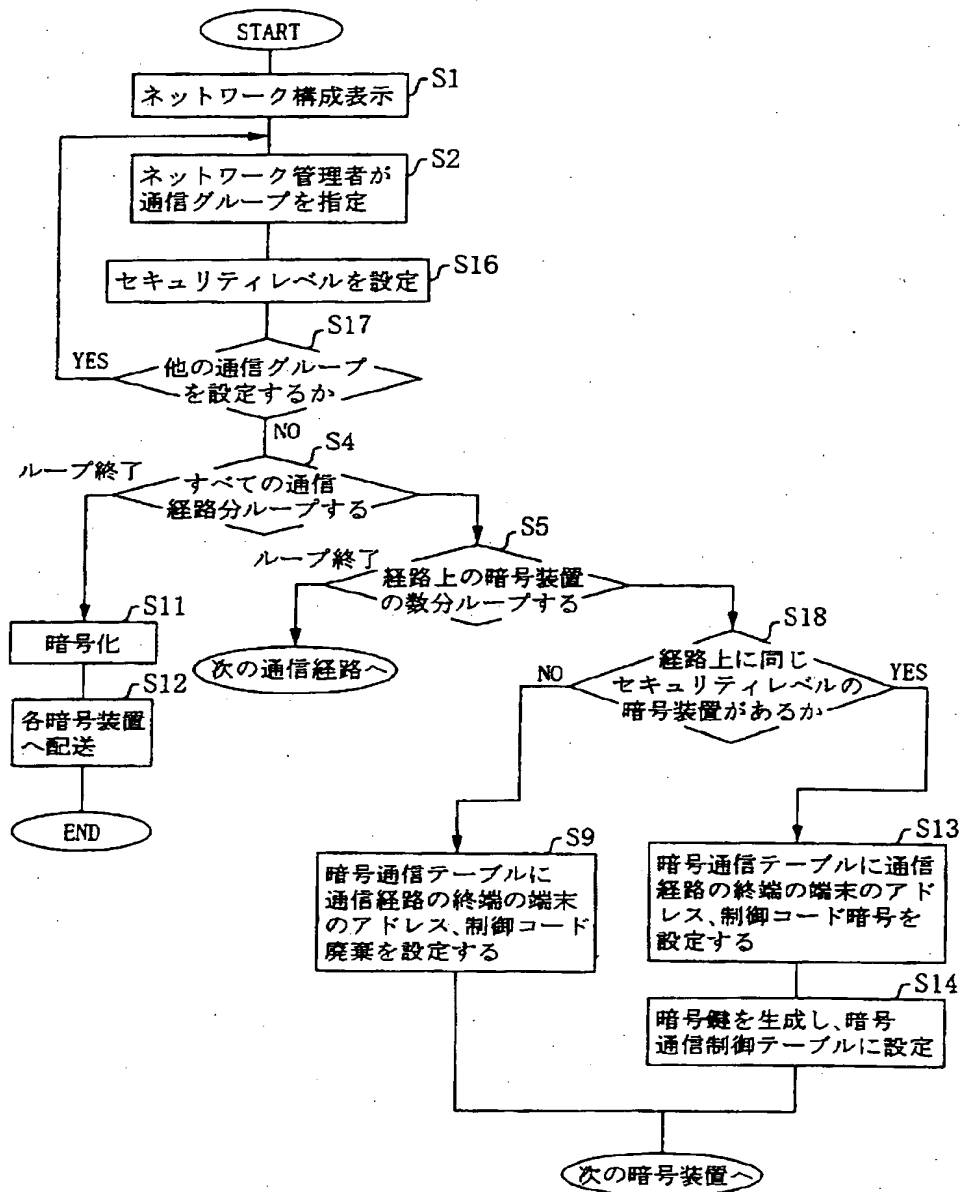 START
S1
ネットワーク構成表示
S2
ネットワーク管理者が
通信グループを指定
S16
セキュリティレベルを設定
S17
YES
他の通信グループ
を設定するか
NO
S4
ループ終了
すべての通信
経路分ループする
S5
ループ終了
経路上の暗号装置
の数分ループする
S11
暗号化
次の通信経路へ
S18
NO
経路上に同じ
セキュリティレベルの
暗号装置があるか
YES
S12
各暗号装置
へ配送
END
S9
暗号通信テーブルに
通信経路の終端の端末
のアドレス、制御コード
廃棄を設定する
S13
暗号通信テーブルに通信
経路の終端の端末のアド
レス、制御コード暗号を
設定する
S14
暗号鍵を生成し、暗号
通信制御テーブルに設定
次の暗号装置へ